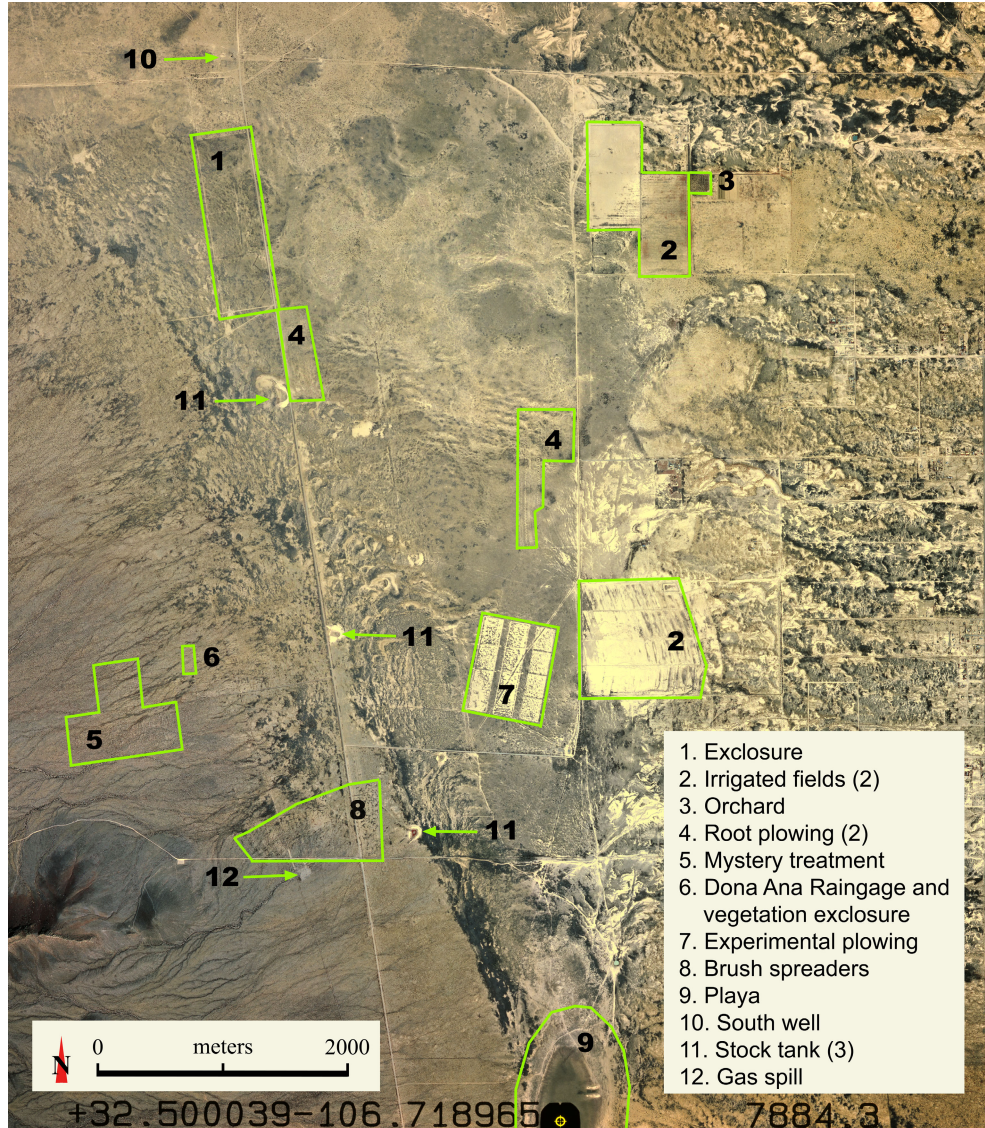 10
1
3
2
4
11
4
2
11
6
7
5
8
11
12
1. Exclosure
2. Irrigated fields (2)
3. Orchard
4. Root plowing (2)
5. Mystery treatment
6. Dona Ana Raingage and
vegetation exclosure
7. Experimental plowing
8. Brush spreaders
9. Playa
10. South well
11. Stock tank (3)
12. Gas spill
9
N
0 meters 2000
+32.500039-106.718965 7884.3